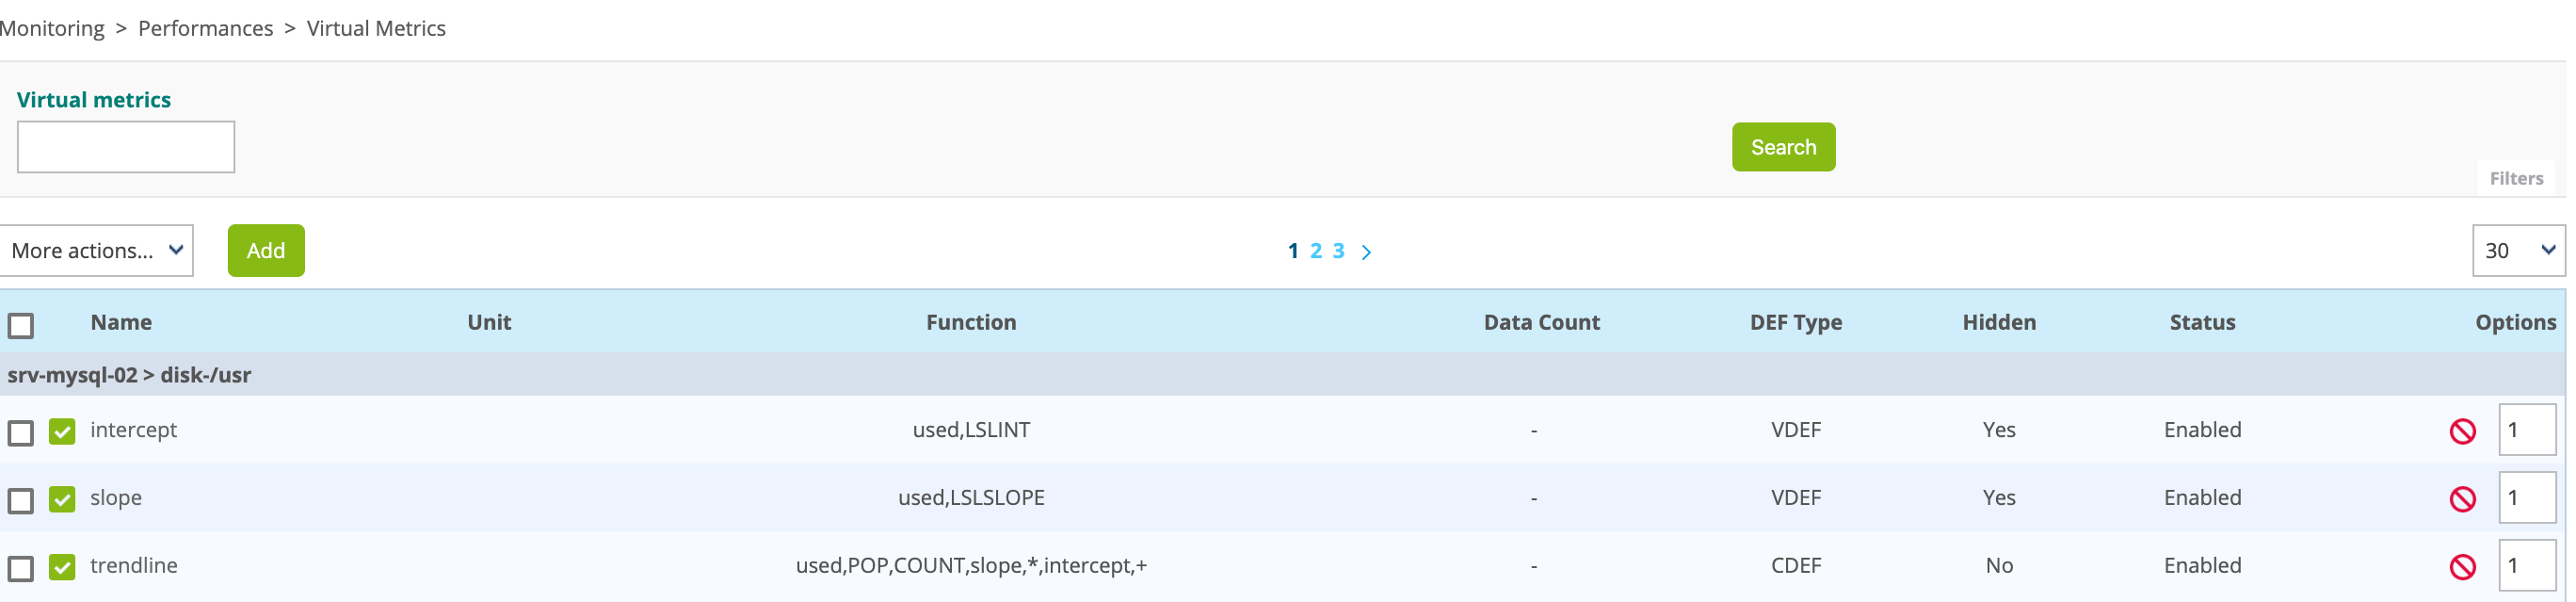 Monitoring > Performances > Virtual Metrics
Virtual metrics
Search
Filters
More actions... Add 1 2 3 > 30
Name Unit Function Data Count DEF Type Hidden Status Options
srv-mysql-02 > disk-/usr
intercept used,LSLINT - VDEF Yes Enabled 1
slope used,LSLSLOPE - VDEF Yes Enabled 1
trendline used,POP,COUNT,slope,*,intercept,+ - CDEF No Enabled 1